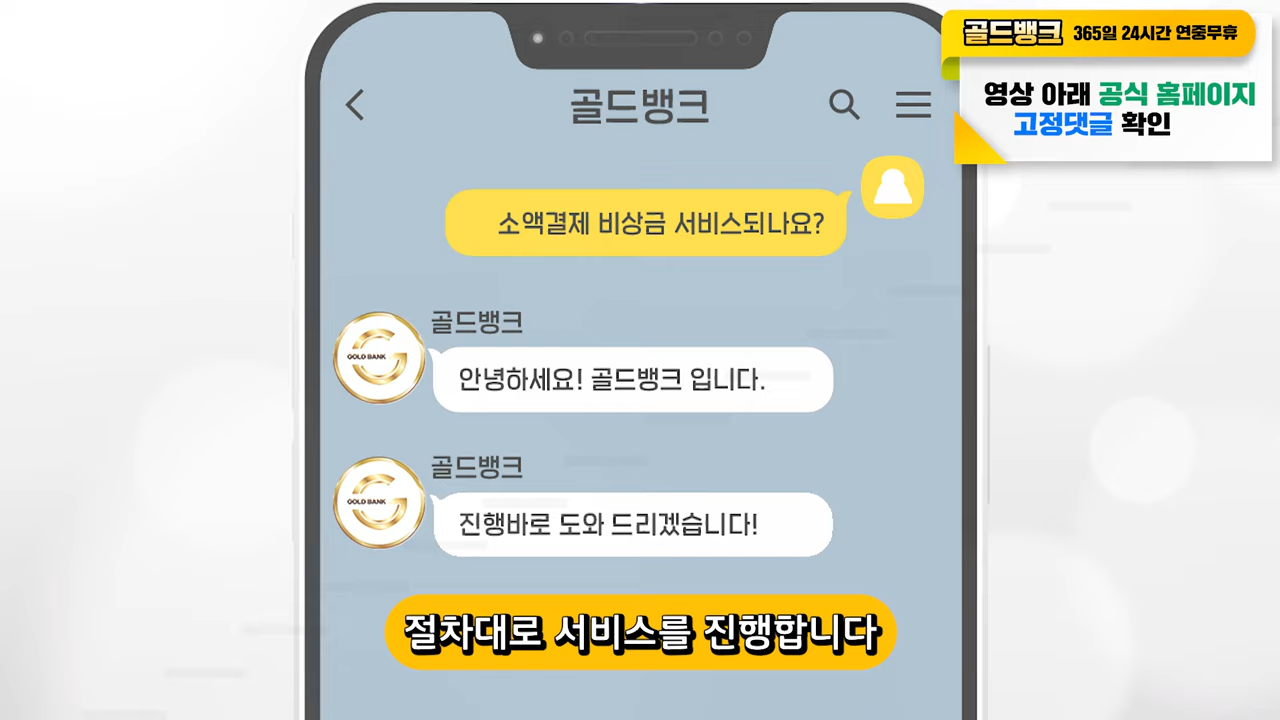 골드뱅크 365일 24시간 연중무휴
영상 아래 공식 홈페이지
고정댓글 확인
골드뱅크
소액결제 비상금 서비스되나요?
골드뱅크
GOLD BANK
안녕하세요! 골드뱅크 입니다.
골드뱅크
GOLD BANK
진행바로 도와 드리겠습니다!
절차대로 서비스를 진행합니다